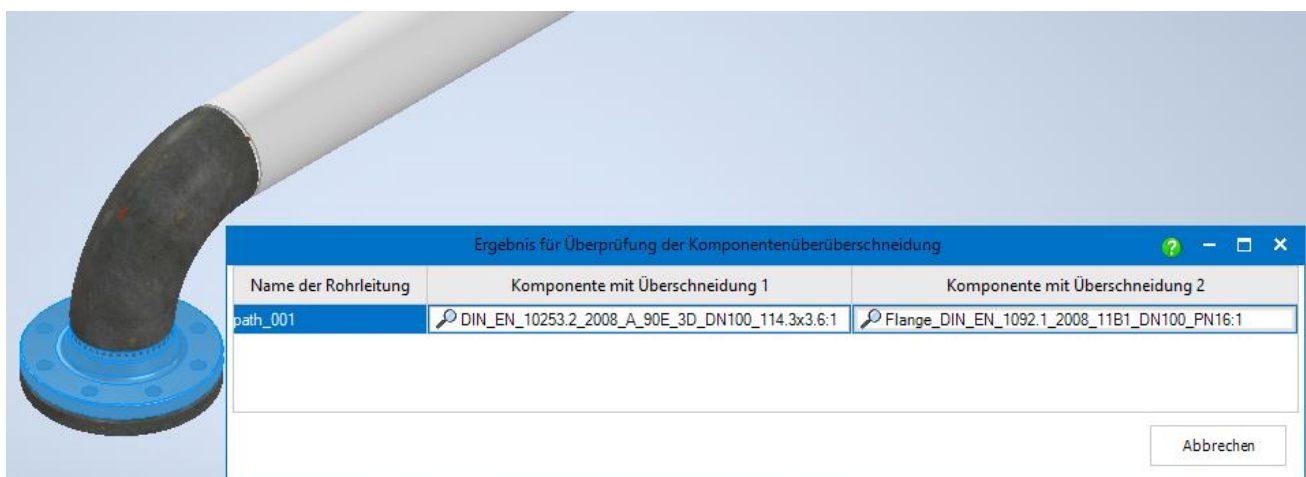 Ergebnis für Überprüfung der Komponentenüberüberschneidung
Name der Rohrleitung Komponente mit Überschneidung 1 Komponente mit Überschneidung 2
path_001 DIN_EN_10253.2_2008_A_90E_3D_DN100_114.3x3.6:1 Flange_DIN_EN_1092.1_2008_11B1_DN100_PN16:1
Abbrechen